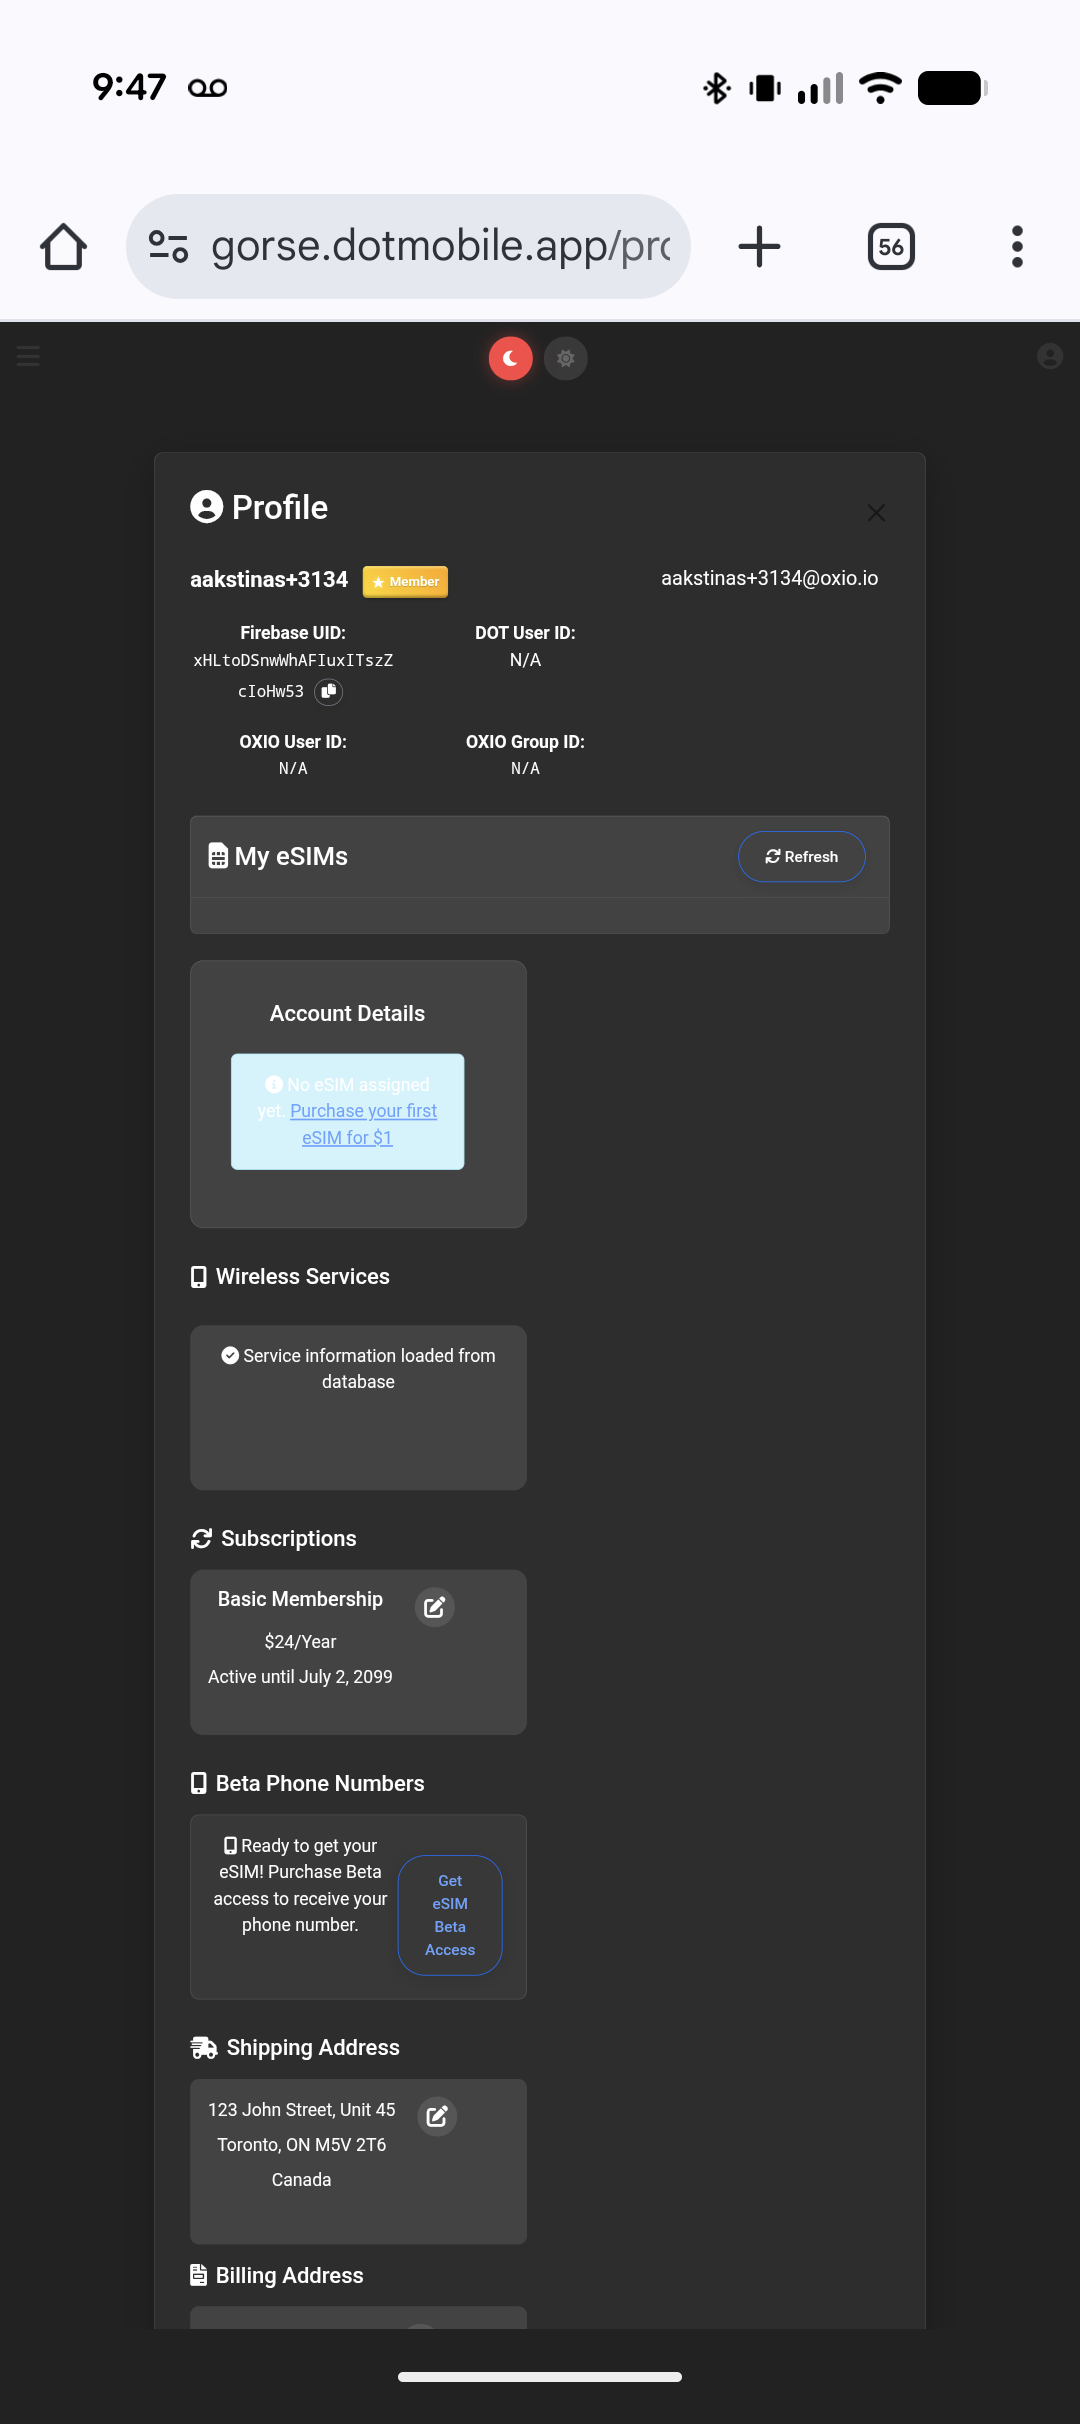 9:47
gorse.dotmobile.app/pro
56
Profile
aakstinas+3134
Member
aakstinas+3134@oxio.io
Firebase UID:
xHLtoDSnwWhAFIuxITszZ
cIoHw53
DOT User ID:
N/A
OXIO User ID:
N/A
OXIO Group ID:
N/A
My eSIMs
Refresh
Account Details
No eSIM assigned
yet. Purchase your first
eSIM for $1
Wireless Services
Service information loaded from
database
Subscriptions
Basic Membership
$24/Year
Active until July 2, 2099
Beta Phone Numbers
Ready to get your
eSIM! Purchase Beta
access to receive your
phone number.
Get
eSIM
Beta
Access
Shipping Address
123 John Street, Unit 45
Toronto, ON M5V 2T6
Canada
Billing Address